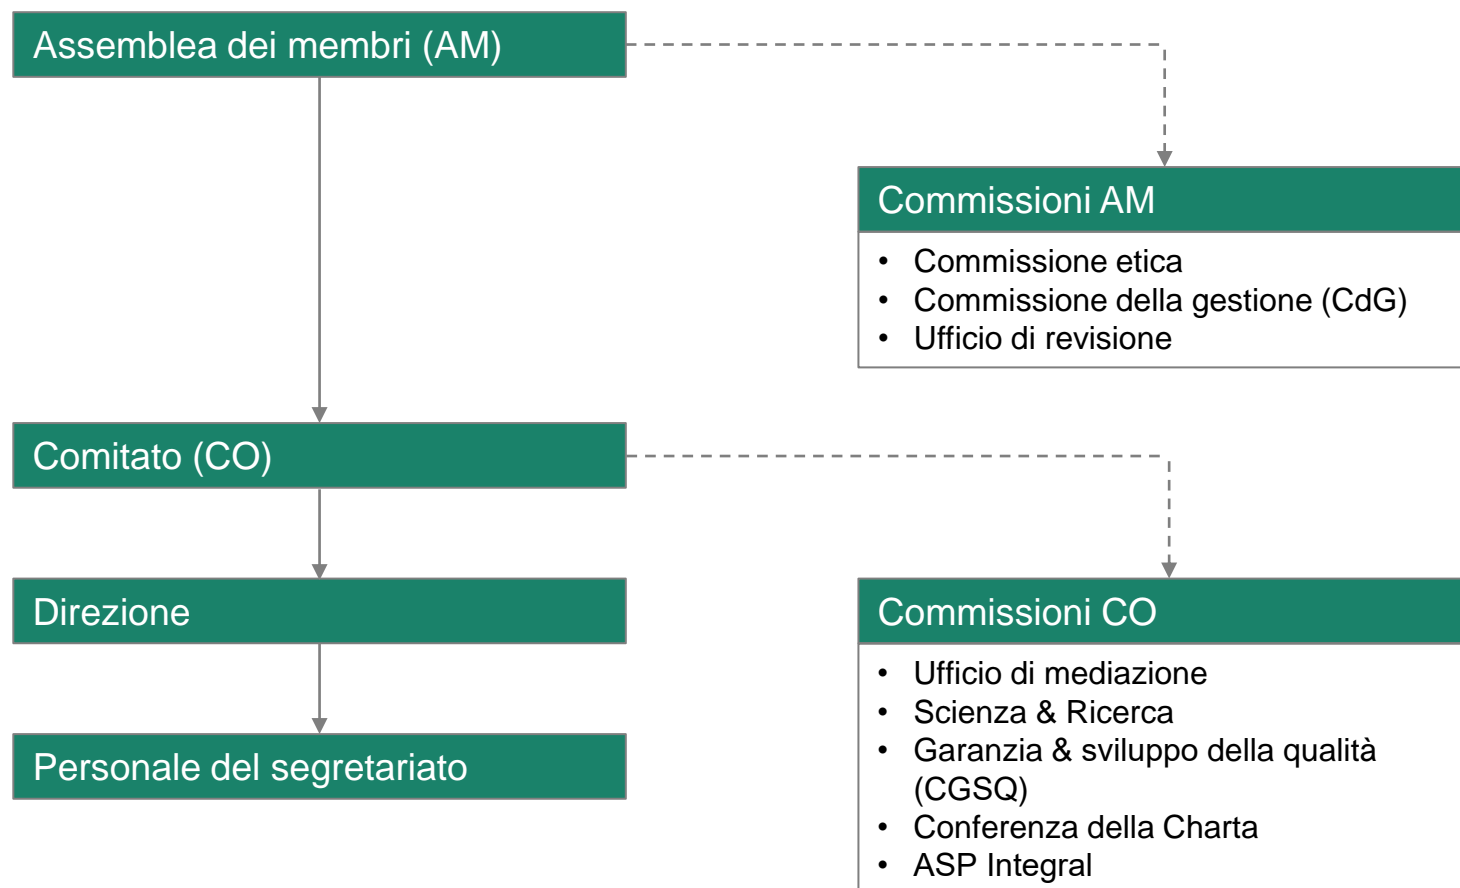 Assemblea dei membri (AM)
Commissioni AM
• Commissione etica
• Commissione della gestione (CdG)
• Ufficio di revisione
Comitato (CO)
Direzione
Personale del segretariato
Commissioni CO
• Ufficio di mediazione
• Scienza & Ricerca
• Garanzia & sviluppo della qualità
(CGSQ)
• Conferenza della Charta
• ASP Integral